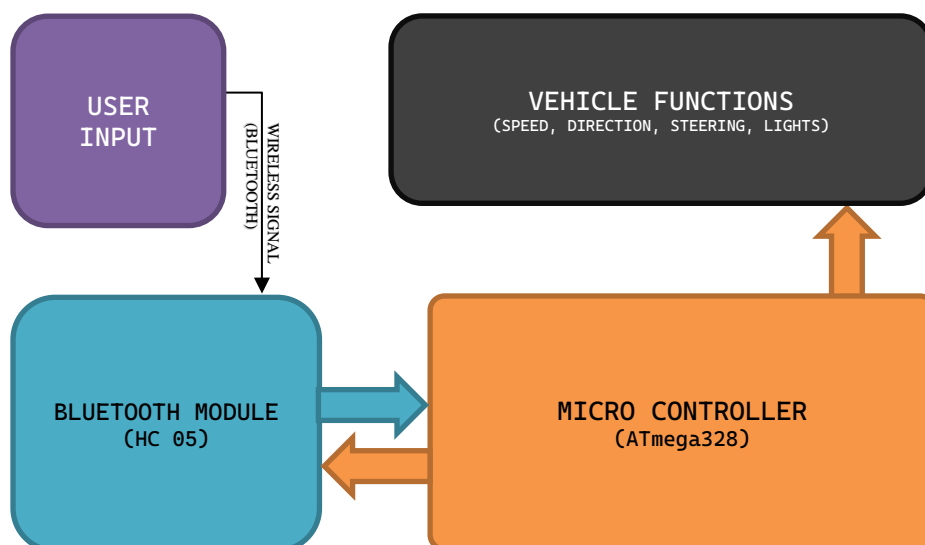 USER
INPUT
VEHICLE FUNCTIONS
(SPEED, DIRECTION, STEERING, LIGHTS)
WIRELESS SIGNAL
(BLUETOOTH)
BLUETOOTH MODULE
(HC 05)
MICRO CONTROLLER
(ATmega328)